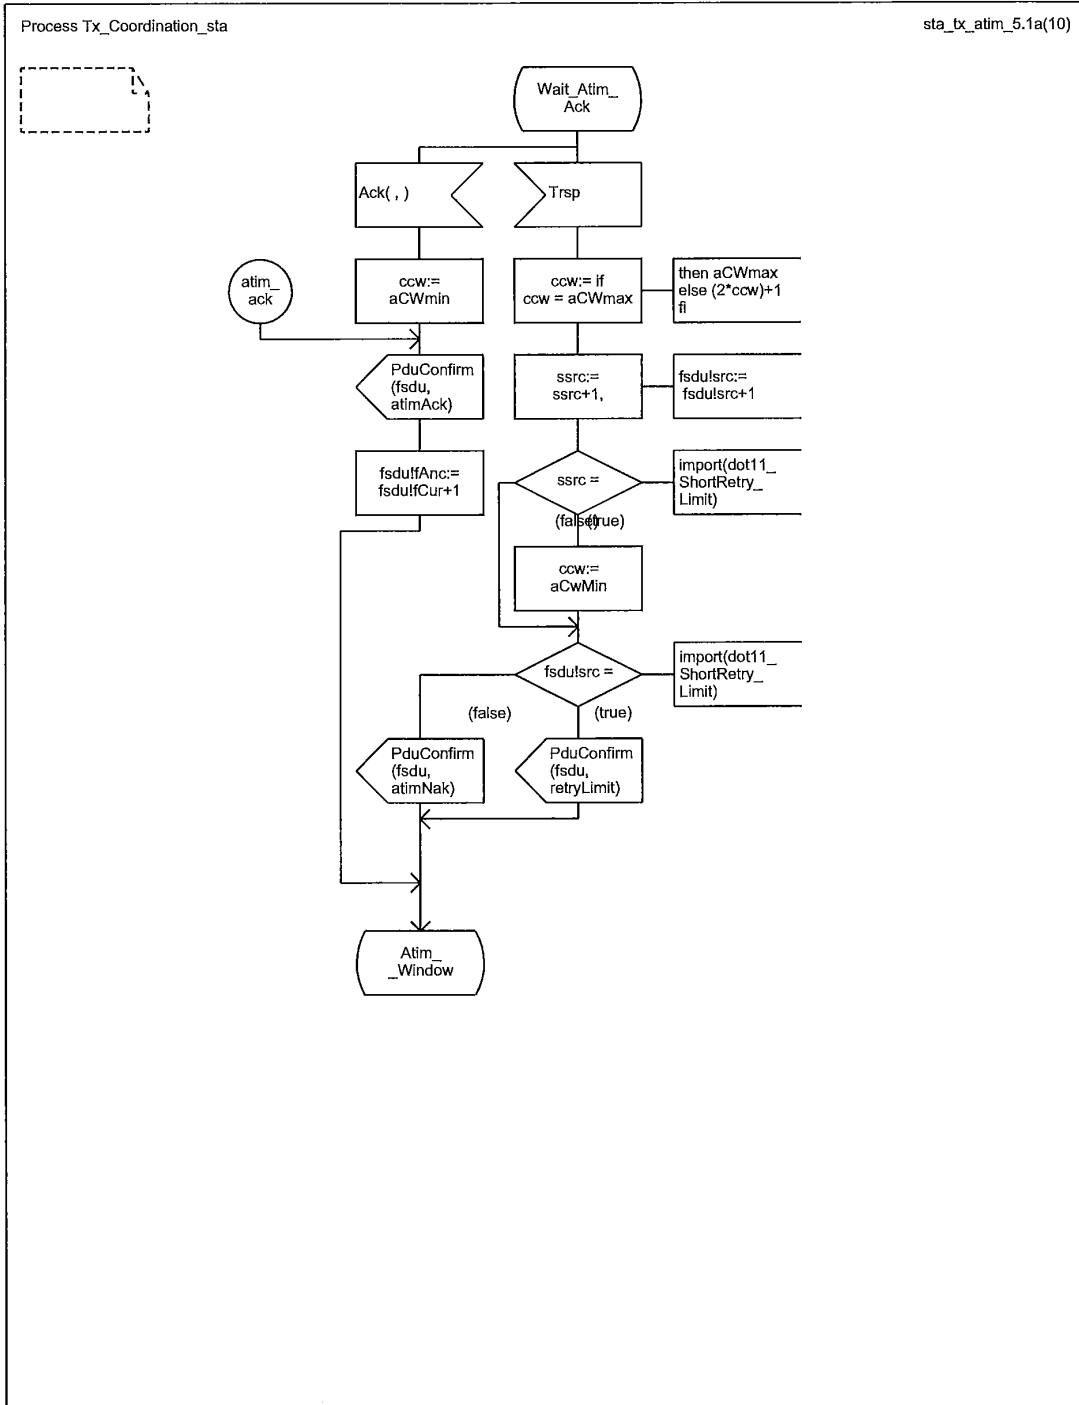 Process Tx_Coordination_sta
sta_tx_atim_5.1a(10)
Wait_Atim_
Ack
Ack( , )
Trsp
atim_
ack
ccw:=
aCWmin
ccw:= if
ccw = aCWmax
then aCWmax
else (2*ccw)+1
fi
PduConfirm
(fsdu,
atimAck)
ssrc:=
ssrc+1,
fsdu!src:=
fsdu!src+1
fsdu!fAnc:=
fsdu!fCur+1
ssrc =
import(dot11_
ShortRetry_
Limit)
(false)
(true)
ccw:=
aCwMin
fsdu!src =
import(dot11_
ShortRetry_
Limit)
(false)
(true)
PduConfirm
(fsdu,
atimNak)
PduConfirm
(fsdu,
retryLimit)
Atim_
_Window